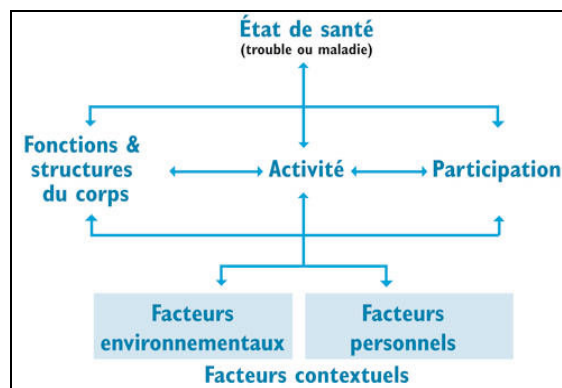 État de santé
(trouble ou maladie)
Fonctions &
structures
du corps
Activité
Participation
Facteurs
environnementaux
Facteurs
personnels
Facteurs contextuels